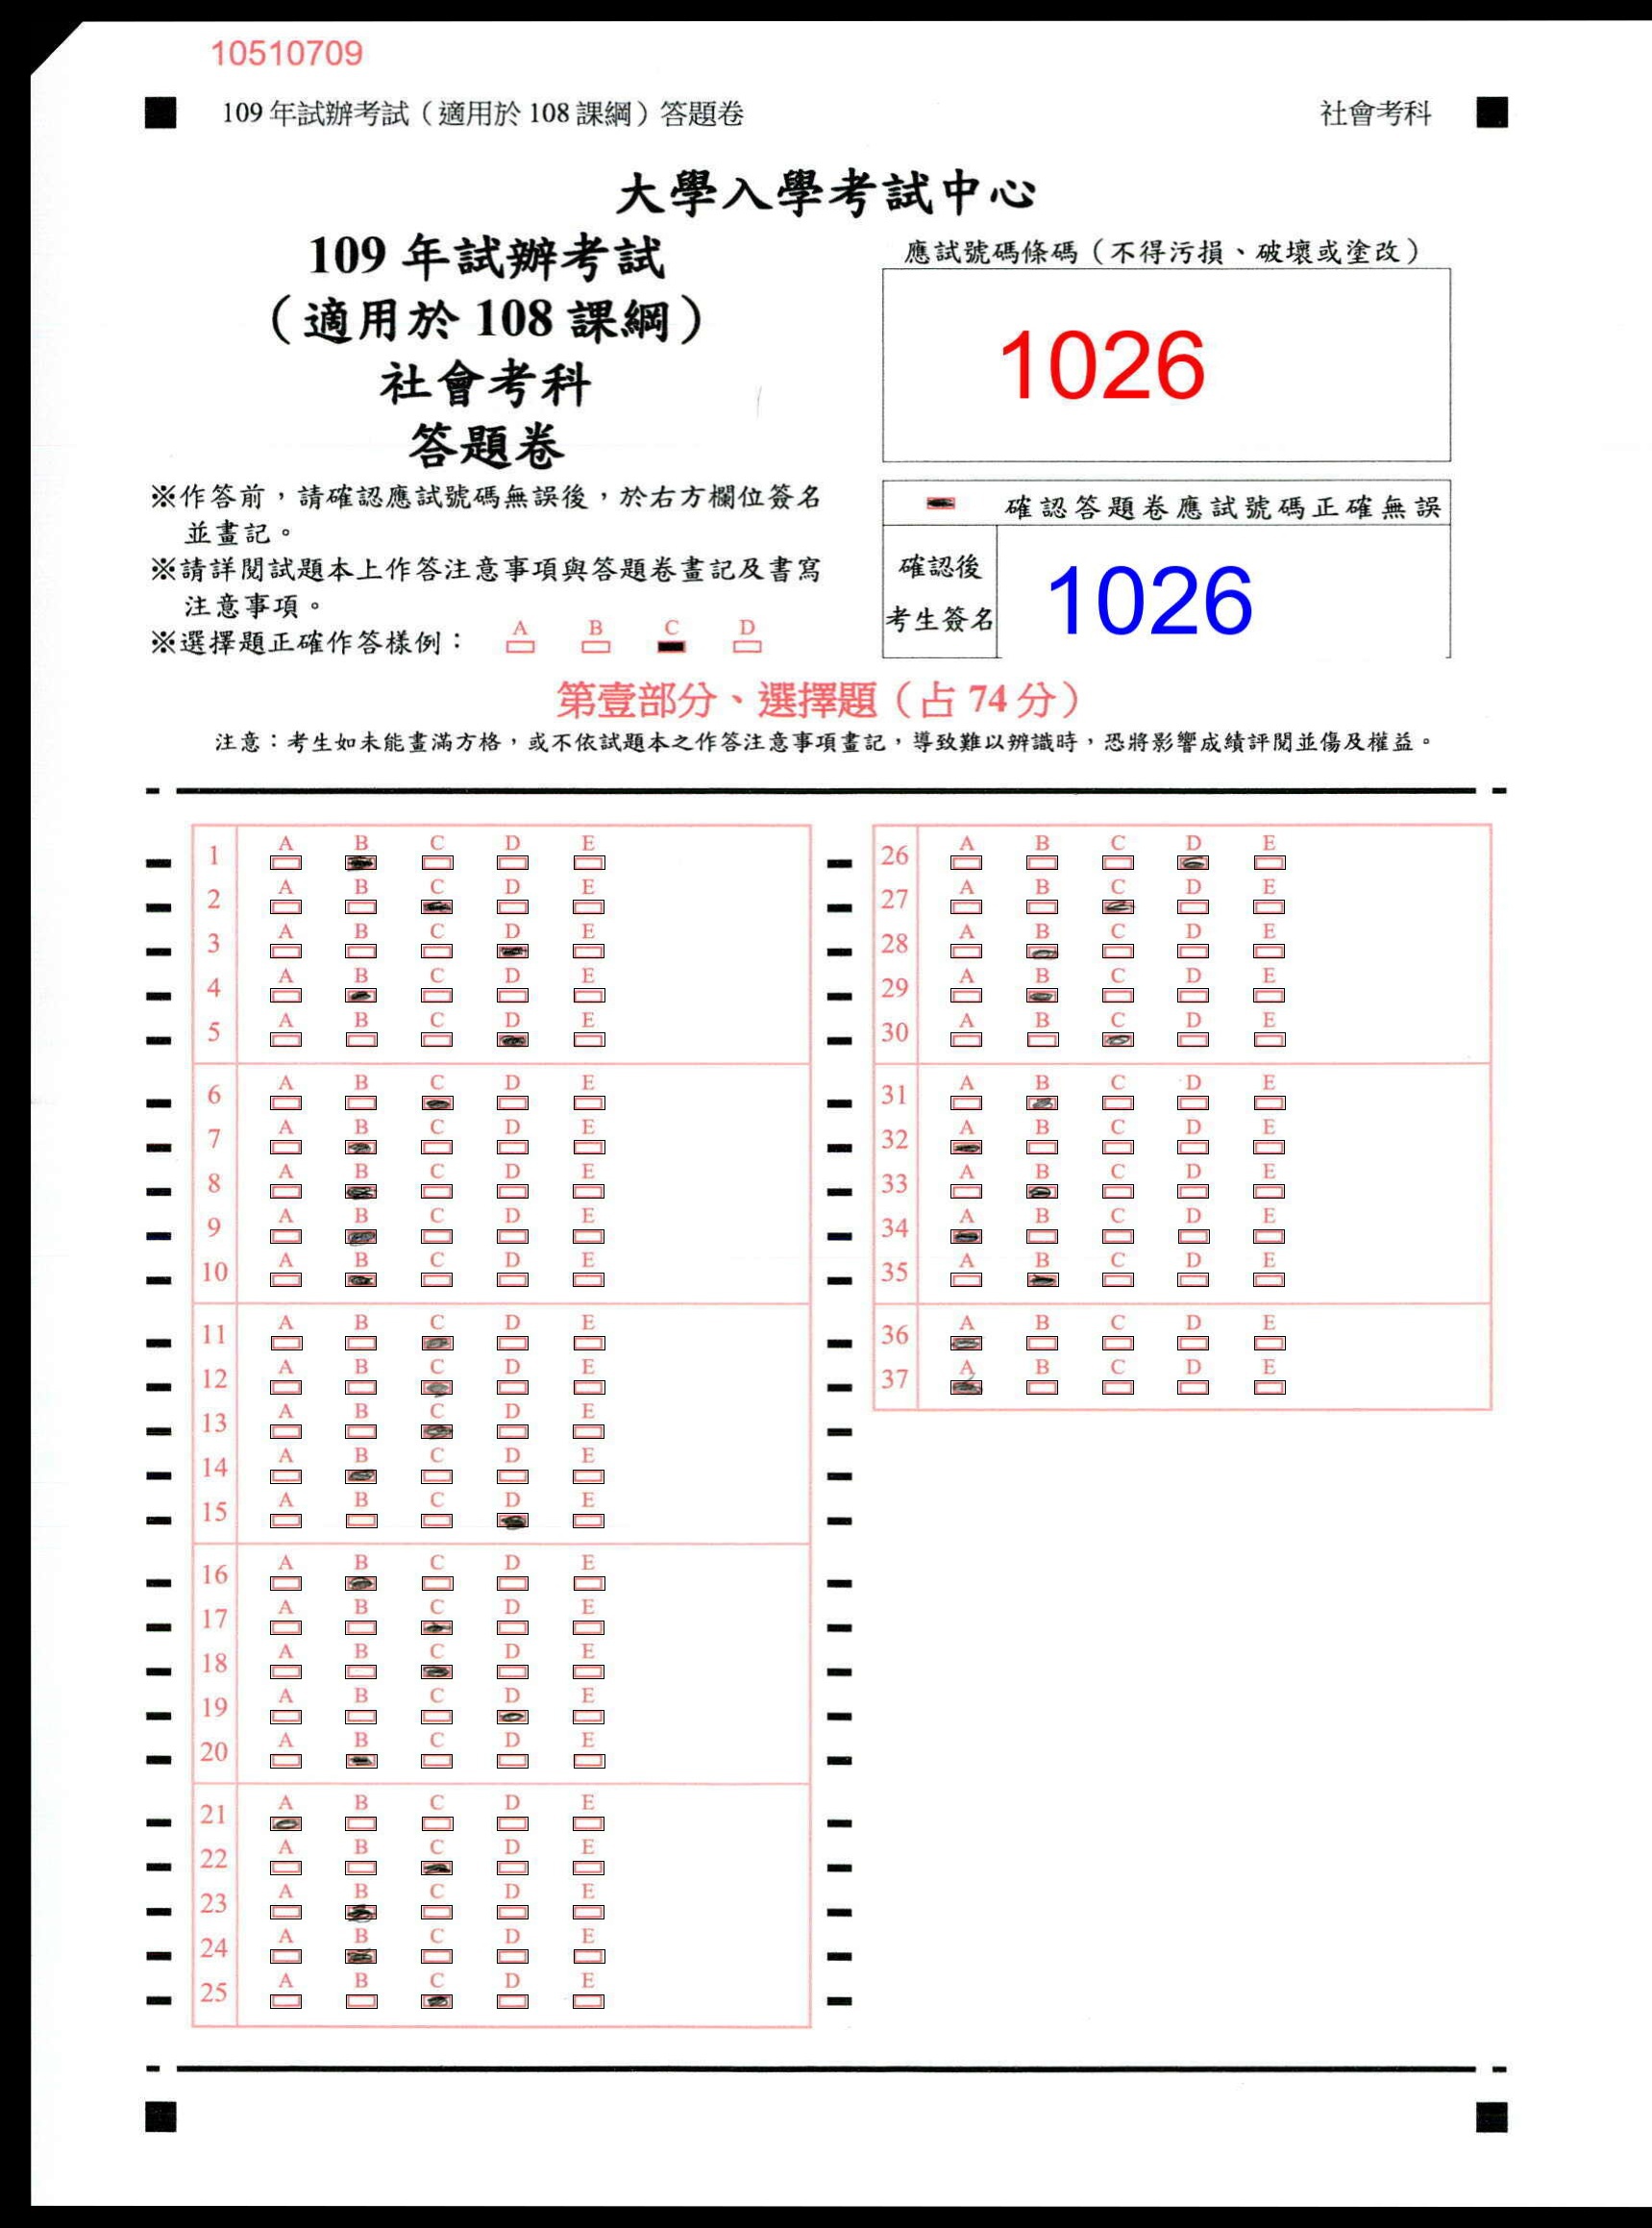 10510709
109 年試辦考試（適用於 108 課綱）答題卷 社會考科
大學入學考試中心
109 年試辦考試
（適用於 108 課綱）
社會考科
答題卷
應試號碼條碼（不得污損、破壞或塗改）
1026
※作答前，請確認應試號碼無誤後，於右方欄位簽名
並畫記。
※請詳閱試題本上作答注意事項與答題卷畫記及書寫
注意事項。
※選擇題正確作答樣例： A B C D
確認答題卷應試號碼正確無誤
確認後
考生簽名
1026
第壹部分、選擇題（占 74 分）
注意：考生如未能畫滿方格，或不依試題本之作答注意事項畫記，導致難以辨識時，恐將影響成績評閱並傷及權益。
1 A B C D E
2 A B C D E
3 A B C D E
4 A B C D E
5 A B C D E
6 A B C D E
7 A B C D E
8 A B C D E
9 A B C D E
10 A B C D E
11 A B C D E
12 A B C D E
13 A B C D E
14 A B C D E
15 A B C D E
16 A B C D E
17 A B C D E
18 A B C D E
19 A B C D E
20 A B C D E
21 A B C D E
22 A B C D E
23 A B C D E
24 A B C D E
25 A B C D E
26 A B C D E
27 A B C D E
28 A B C D E
29 A B C D E
30 A B C D E
31 A B C D E
32 A B C D E
33 A B C D E
34 A B C D E
35 A B C D E
36 A B C D E
37 A B C D E